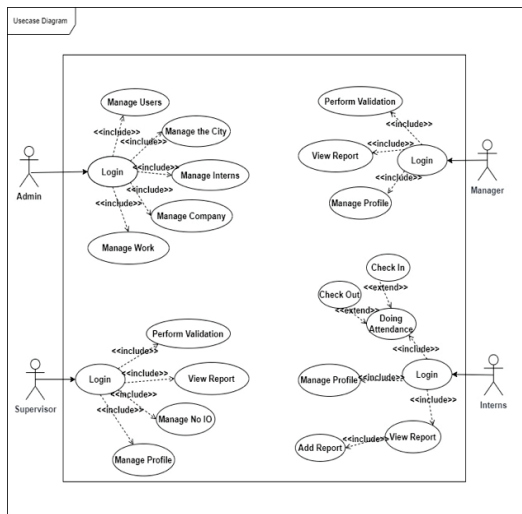 Usecase Diagram
Manage Users
<<include>>
Manage the City
<<include>>
<<include>>
Login
Manage Interns
<<include>>
<<include>>
Manage Company
Manage Work
Admin
Perform Validation
<<include>>
View Report
<<include>>
Login
<<include>>
Manage Profile
Manager
Perform Validation
<<include>>
Login
<<include>>
View Report
<<include>>
Manage No IO
<<include>>
Manage Profile
Supervisor
Check In
<<extend>>
Check Out
<<extend>>
Doing
Attendance
<<include>>
Manage Profile
<<include>>
Login
<<include>>
View Report
<<include>>
Add Report
Interns